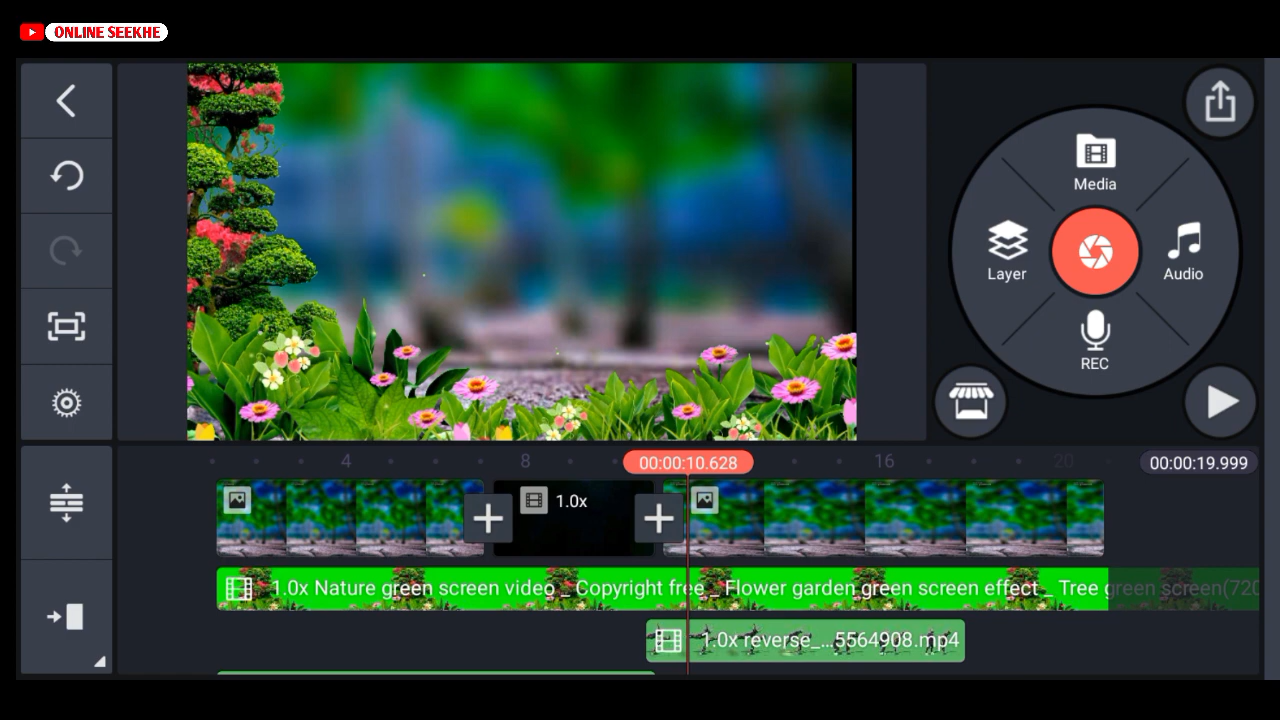 ONLINE SEEKHE
Media
Layer
Audio
REC
4
8
00:00:10.628
16
20
00:00:19.999
1.0x
1.0x Nature green screen video _ Copyright free _ Flower garden green screen effect _ Tree green screen(720
1.0x reverse_...5564908.mp4